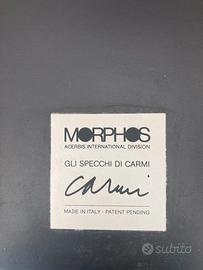 MORPHOS
ACERBIS INTERNATIONAL DIVISION
GLI SPECCHI DI CARMI
Carmi
MADE IN ITALY - PATENT PENDING
subito